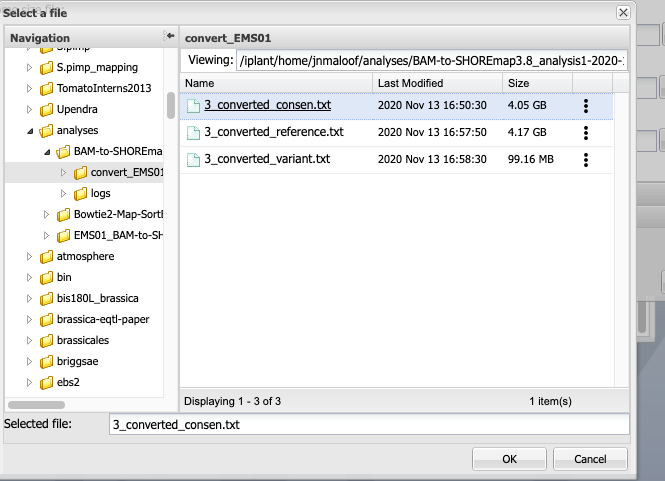 Select a file
Navigation
S.pimp_mapping
TomatoInterns2013
Upendra
analyses
BAM-to-SHOREma
convert_EMS01
logs
Bowtie2-Map-SortB
EMS01_BAM-to-SH
atmosphere
bin
bis180L_brassica
brassica-eqtl-paper
brassicales
briggsae
ebs2
convert_EMS01
Viewing: /iplant/home/jnmaloof/analyses/BAM-to-SHOREmap3.8_analysis1-2020-1
Name Last Modified Size
3_converted_consen.txt 2020 Nov 13 16:50:30 4.05 GB
3_converted_reference.txt 2020 Nov 13 16:57:50 4.17 GB
3_converted_variant.txt 2020 Nov 13 16:58:30 99.16 MB
Displaying 1 - 3 of 3 1 item(s)
Selected file: 3_converted_consen.txt
OK Cancel